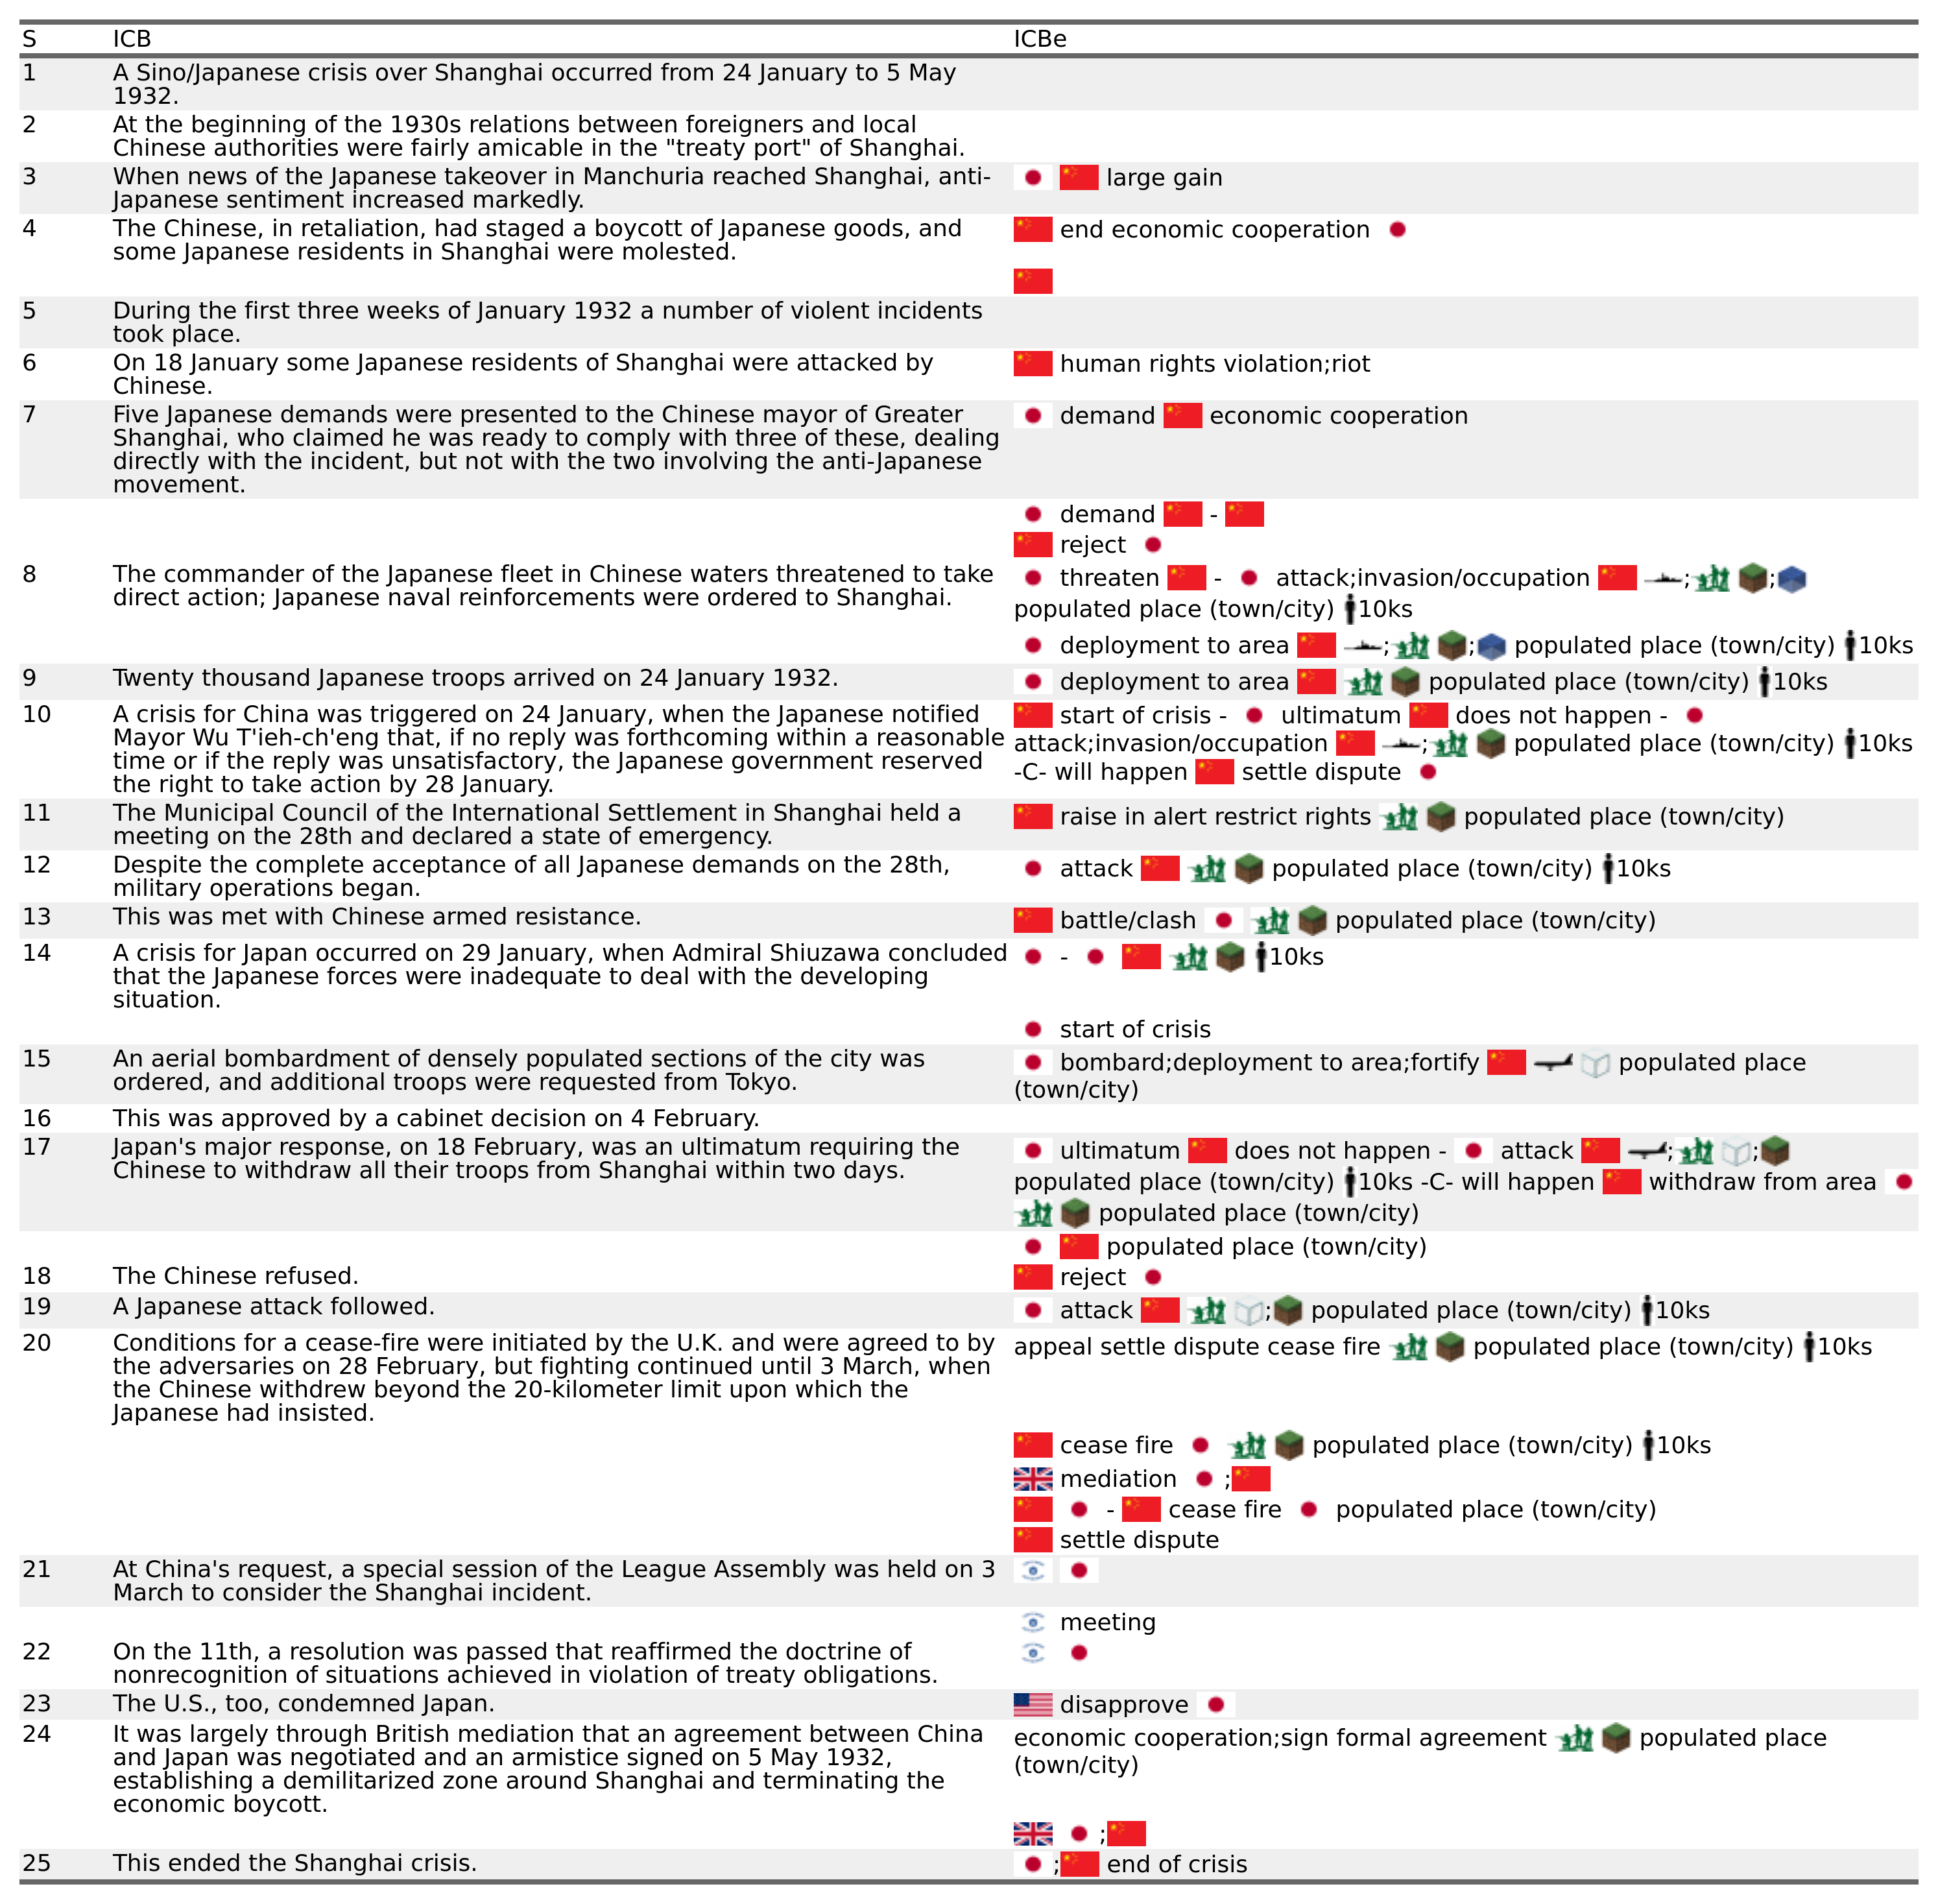 S ICB ICBe
1 A Sino/Japanese crisis over Shanghai occurred from 24 January to 5 May
1932.
2 At the beginning of the 1930s relations between foreigners and local
Chinese authorities were fairly amicable in the "treaty port" of Shanghai.
3 When news of the Japanese takeover in Manchuria reached Shanghai, anti- large gain
Japanese sentiment increased markedly.
4 The Chinese, in retaliation, had staged a boycott of Japanese goods, and end economic cooperation
some Japanese residents in Shanghai were molested.
5 During the first three weeks of January 1932 a number of violent incidents
took place.
6 On 18 January some Japanese residents of Shanghai were attacked by human rights violation;riot
Chinese.
7 Five Japanese demands were presented to the Chinese mayor of Greater demand economic cooperation
Shanghai, who claimed he was ready to comply with three of these, dealing
directly with the incident, but not with the two involving the anti-Japanese
movement.
demand -
reject
8 The commander of the Japanese fleet in Chinese waters threatened to take threaten - attack;invasion/occupation ; ;
direct action; Japanese naval reinforcements were ordered to Shanghai. populated place (town/city) 10ks
deployment to area ; ; populated place (town/city) 10ks
9 Twenty thousand Japanese troops arrived on 24 January 1932. deployment to area populated place (town/city) 10ks
10 A crisis for China was triggered on 24 January, when the Japanese notified start of crisis - ultimatum does not happen -
Mayor Wu T'ieh-ch'eng that, if no reply was forthcoming within a reasonable attack;invasion/occupation ; populated place (town/city) 10ks
time or if the reply was unsatisfactory, the Japanese government reserved -C- will happen settle dispute
the right to take action by 28 January.
11 The Municipal Council of the International Settlement in Shanghai held a raise in alert restrict rights populated place (town/city)
meeting on the 28th and declared a state of emergency.
12 Despite the complete acceptance of all Japanese demands on the 28th, attack populated place (town/city) 10ks
military operations began.
13 This was met with Chinese armed resistance. battle/clash populated place (town/city)
14 A crisis for Japan occurred on 29 January, when Admiral Shiuzawa concluded - 10ks
that the Japanese forces were inadequate to deal with the developing
situation.
start of crisis
15 An aerial bombardment of densely populated sections of the city was bombard;deployment to area;fortify populated place
ordered, and additional troops were requested from Tokyo. (town/city)
16 This was approved by a cabinet decision on 4 February.
17 Japan's major response, on 18 February, was an ultimatum requiring the ultimatum does not happen - attack ; ;
Chinese to withdraw all their troops from Shanghai within two days. populated place (town/city) 10ks -C- will happen withdraw from area
populated place (town/city)
populated place (town/city)
18 The Chinese refused. reject
19 A Japanese attack followed. attack ; populated place (town/city) 10ks
20 Conditions for a cease-fire were initiated by the U.K. and were agreed to by appeal settle dispute cease fire populated place (town/city) 10ks
the adversaries on 28 February, but fighting continued until 3 March, when
the Chinese withdrew beyond the 20-kilometer limit upon which the
Japanese had insisted.
cease fire populated place (town/city) 10ks
mediation ;
- cease fire populated place (town/city)
settle dispute
21 At China's request, a special session of the League Assembly was held on 3
March to consider the Shanghai incident.
meeting
22 On the 11th, a resolution was passed that reaffirmed the doctrine of
nonrecognition of situations achieved in violation of treaty obligations.
23 The U.S., too, condemned Japan. disapprove
24 It was largely through British mediation that an agreement between China economic cooperation;sign formal agreement populated place
and Japan was negotiated and an armistice signed on 5 May 1932, (town/city)
establishing a demilitarized zone around Shanghai and terminating the
economic boycott.
;
25 This ended the Shanghai crisis. ; end of crisis